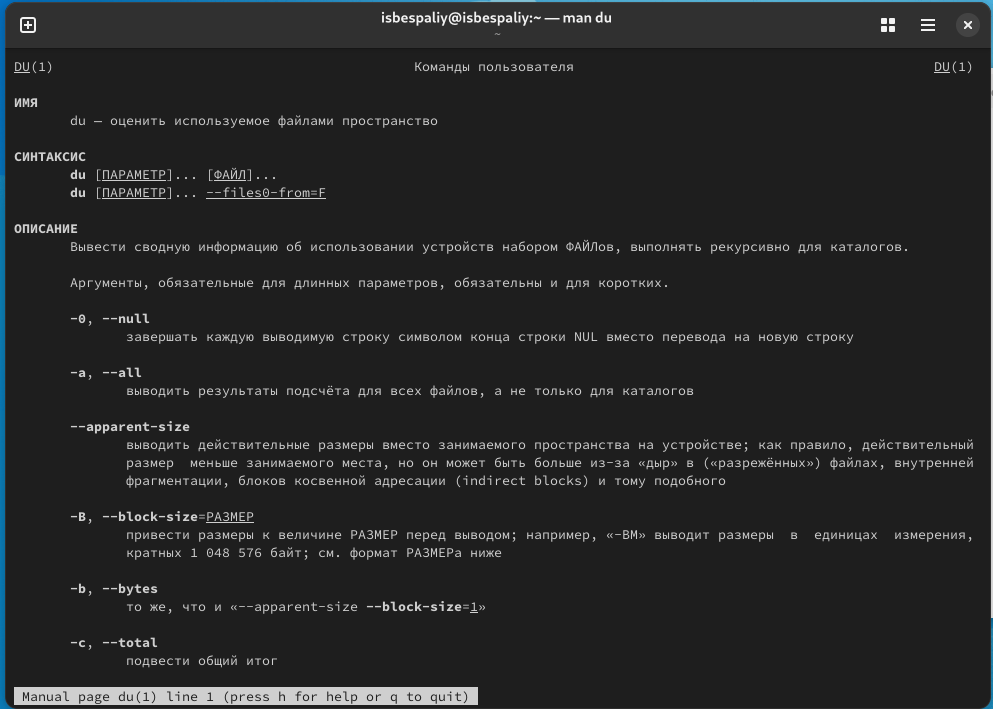 isbespaliy@isbespaliy:~ — man du
~
DU(1) Команды пользователя DU(1)
ИМЯ
du – оценить используемое файлами пространство
СИНТАКСИС
du [ПАРАМЕТР]... [ФАЙЛ]...
du [ПАРАМЕТР]... --files0-from=F
ОПИСАНИЕ
Вывести сводную информацию об использовании устройств набором ФАЙЛов, выполнять рекурсивно для каталогов.
Аргументы, обязательные для длинных параметров, обязательны и для коротких.
-0, --null
завершать каждую выводимую строку символом конца строки NUL вместо перевода на новую строку
-a, --all
выводить результаты подсчёта для всех файлов, а не только для каталогов
--apparent-size
выводить действительные размеры вместо занимаемого пространства на устройстве; как правило, действительный
размер меньше занимаемого места, но он может быть больше из-за «дыр» в («разрежённых») файлах, внутренней
фрагментации, блоков косвенной адресации (indirect blocks) и тому подобного
-B, --block-size=РАЗМЕР
привести размеры к величине РАЗМЕР перед выводом; например, «-BM» выводит размеры в единицах измерения,
кратных 1 048 576 байт; см. формат РАЗМЕРа ниже
-b, --bytes
то же, что и «--apparent-size --block-size=1»
-c, --total
подвести общий итог
Manual page du(1) line 1 (press h for help or q to quit)